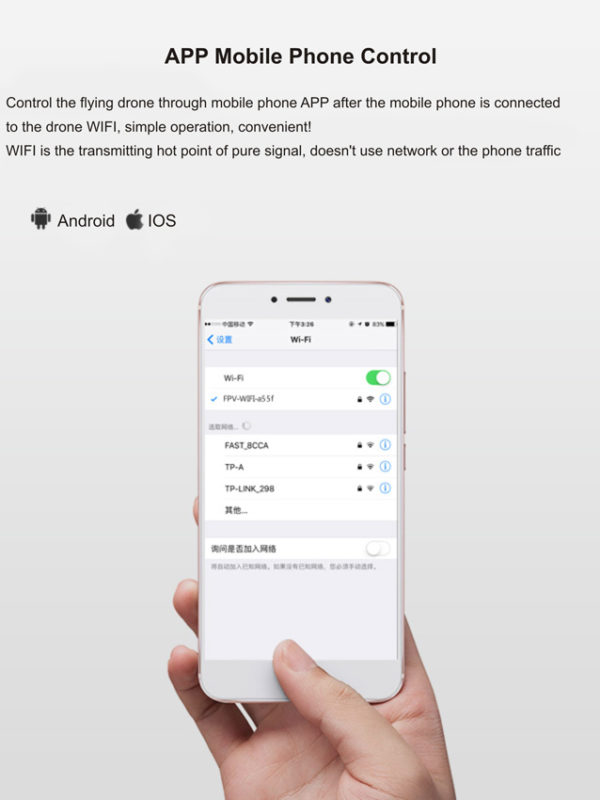 APP Mobile Phone Control
Control the flying drone through mobile phone APP after the mobile phone is connected
to the drone WIFI, simple operation, convenient!
WIFI is the transmitting hot point of pure signal, doesn't use network or the phone traffic
Android IOS
中国移动 下午3:26 83%
设置 Wi-Fi
Wi-Fi
FPV-WIFI-a55f
选取网络...
FAST_8CCA
TP-A
TP-LINK_298
其他...
询问是否加入网络
将自动加入已知网络。如果没有已知网络，您必须手动选择。